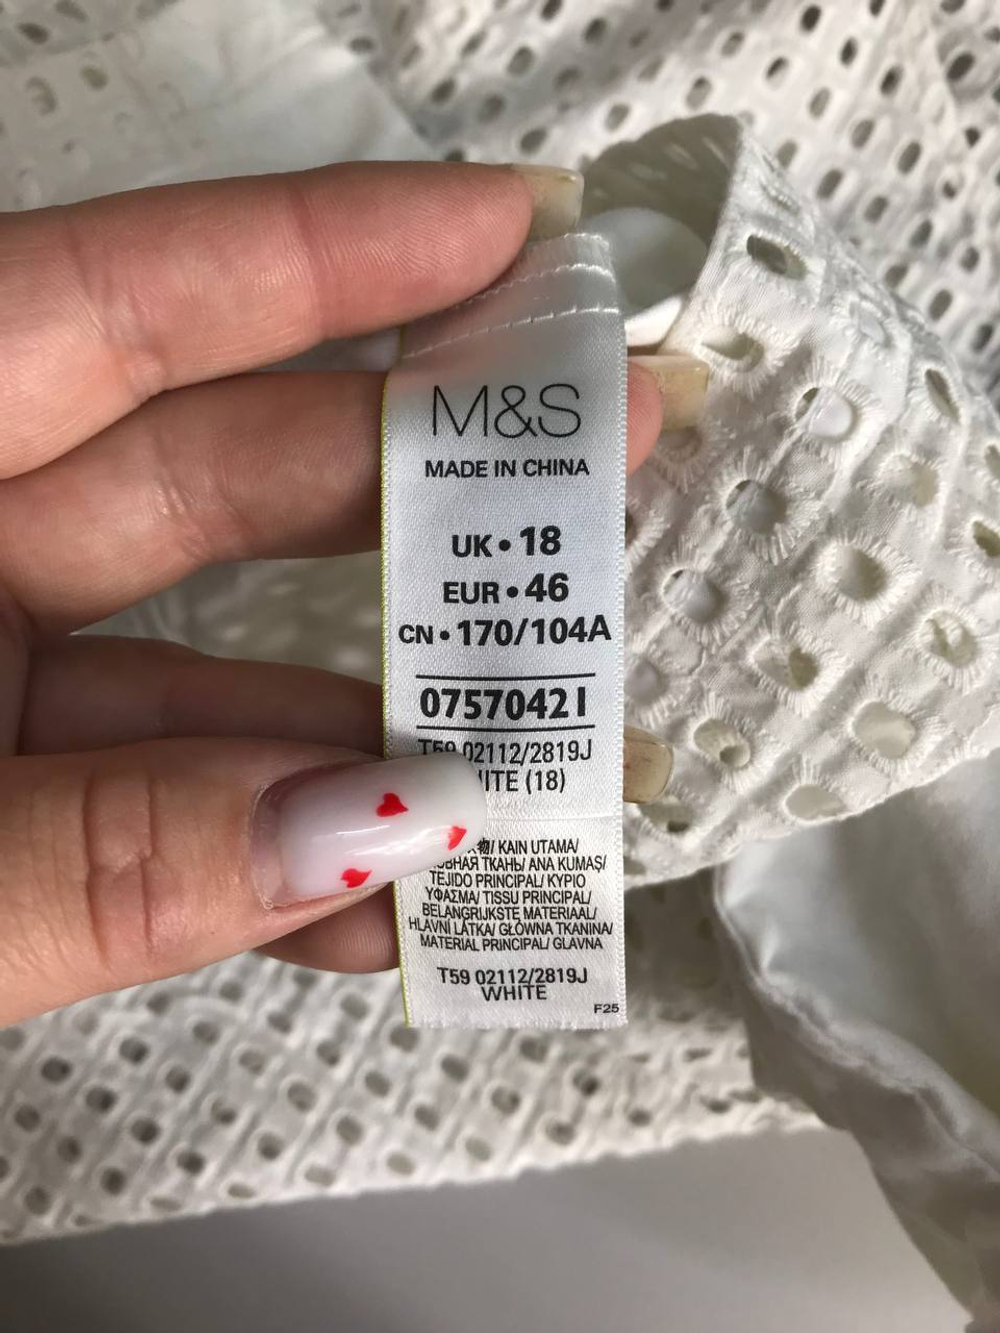 M&S
MADE IN CHINA
UK • 18
EUR • 46
CN • 170/104A
07570421
T59 02112/2819J
(18)
/ KAIN UTAMA/
ТКАНЬ/ ANA KUMAŞ/
TEJIDO PRINCIPAL/ ΚΥΡΙΟ
ΥΦΑΣΜΑ/ TISSU PRINCIPAL/
BELANGRIJKSTE MATERIAAL/
HLAVNÍ LÁTKA/ GŁÓWNA TKANINA/
MATERIAL PRINCIPAL/ GLAVNA
T59 02112/2819J
WHITE
F25